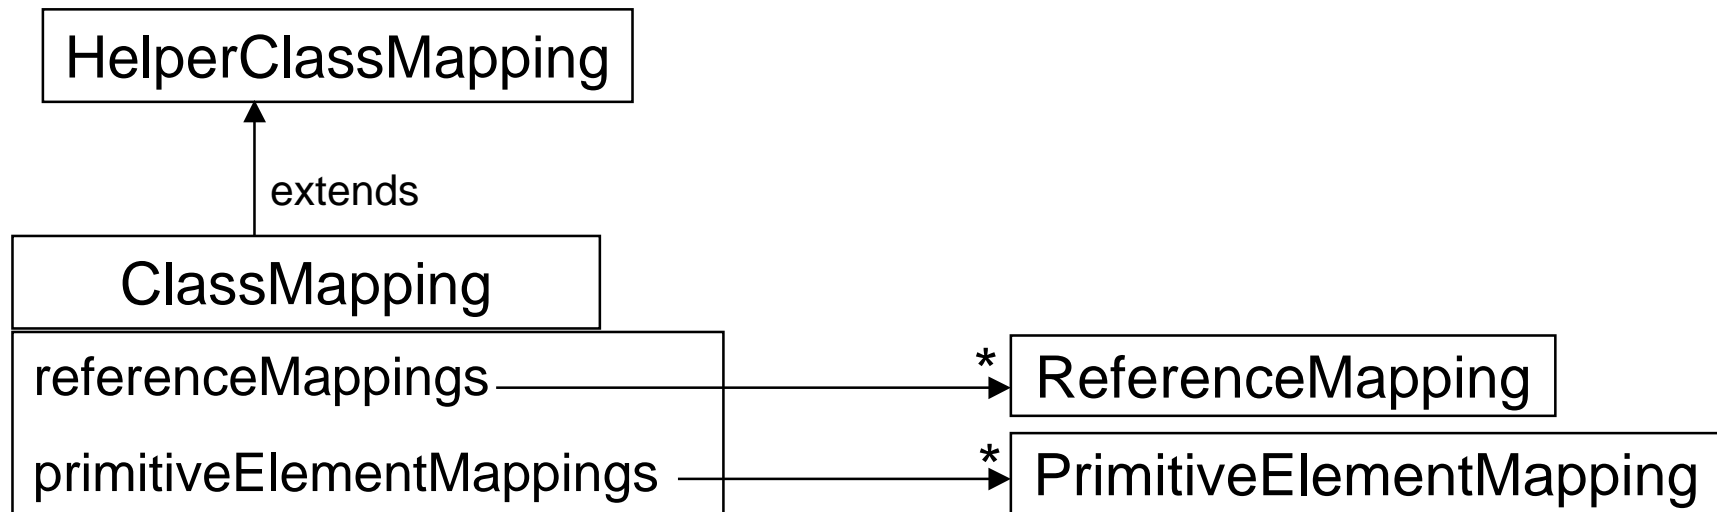 HelperClassMapping
extends
ClassMapping
referenceMappings * ReferenceMapping
primitiveElementMappings * PrimitiveElementMapping